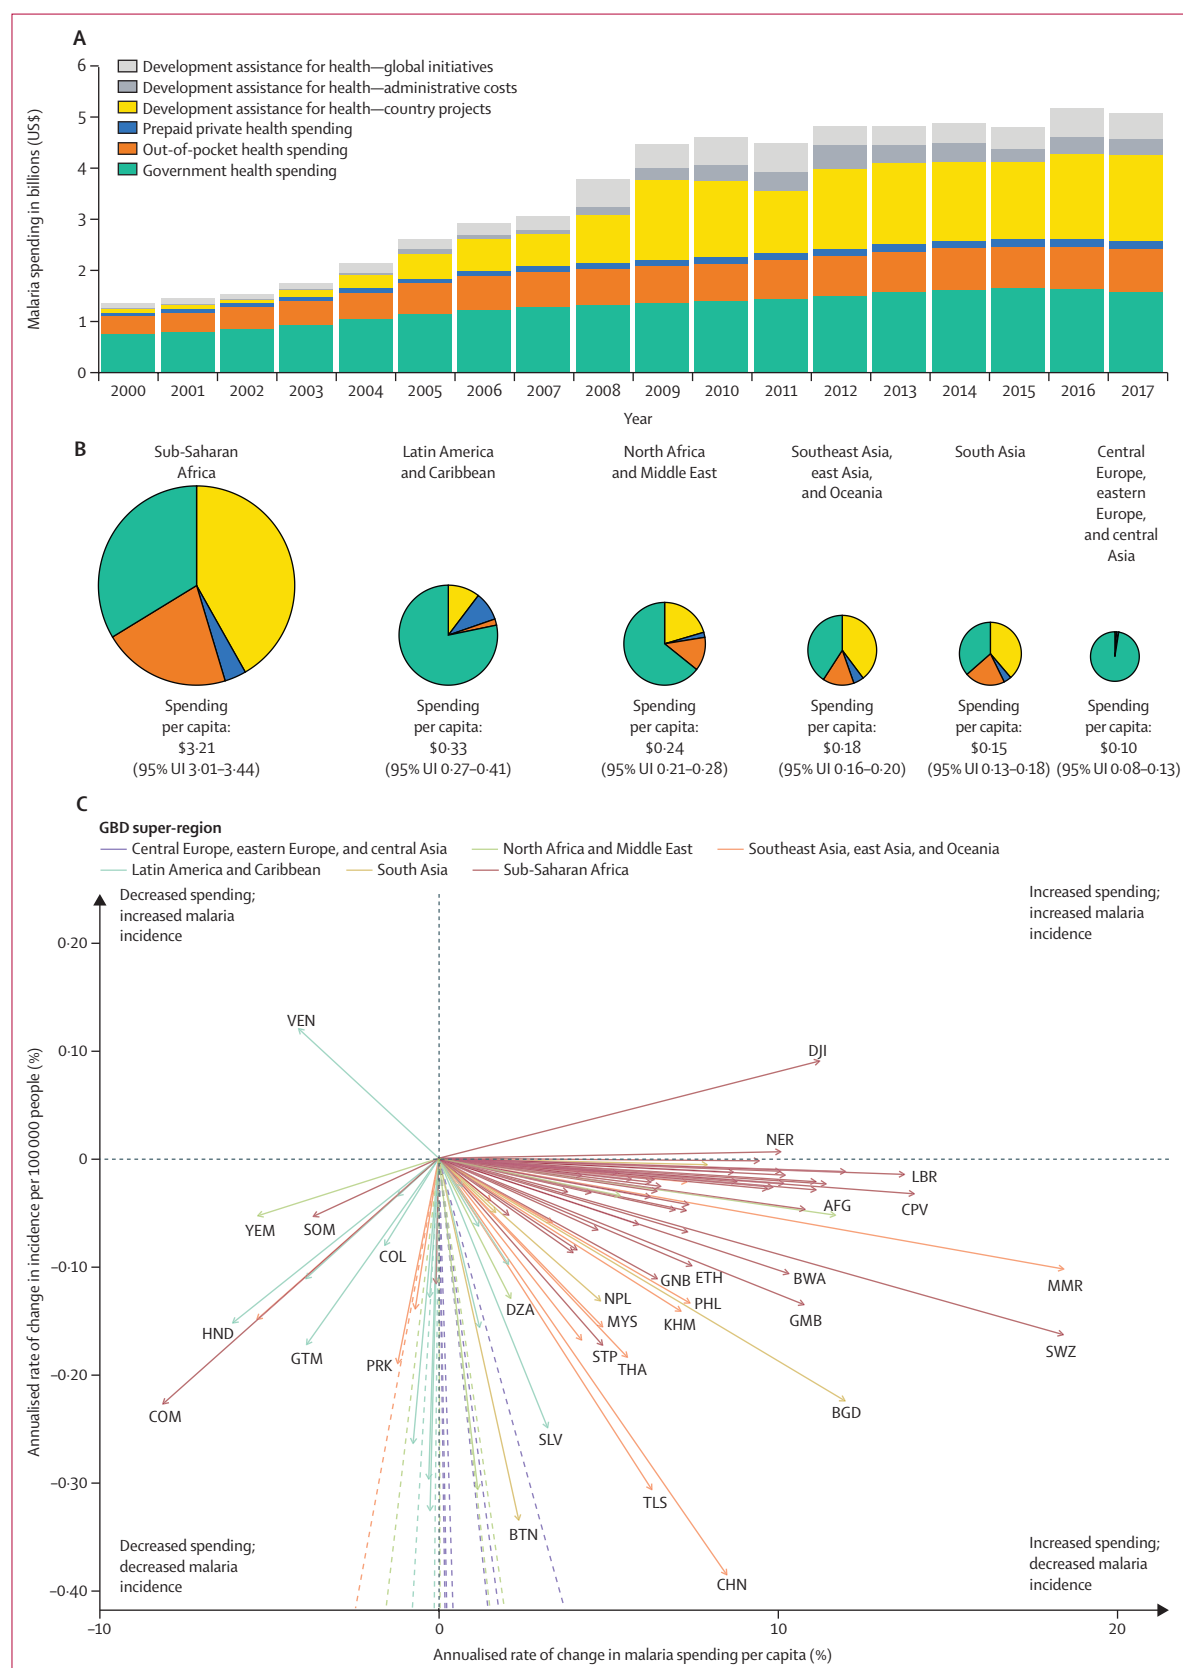 A
6
5
4
3
2
1
0
Malaria spending in billions (US$)
Development assistance for health—global initiatives
Development assistance for health—administrative costs
Development assistance for health—country projects
Prepaid private health spending
Out-of-pocket health spending
Government health spending
2000 2001 2002 2003 2004 2005 2006 2007 2008 2009 2010 2011 2012 2013 2014 2015 2016 2017
Year
B
Sub-Saharan
Africa
Spending
per capita:
$3·21
(95% UI 3·01–3·44)
Latin America
and Caribbean
Spending
per capita:
$0·33
(95% UI 0·27–0·41)
North Africa
and Middle East
Spending
per capita:
$0·24
(95% UI 0·21–0·28)
Southeast Asia,
east Asia,
and Oceania
Spending
per capita:
$0·18
(95% UI 0·16–0·20)
South Asia
Spending
per capita:
$0·15
(95% UI 0·13–0·18)
Central
Europe,
eastern
Europe,
and central
Asia
Spending
per capita:
$0·10
(95% UI 0·08–0·13)
C
GBD super-region
Central Europe, eastern Europe, and central Asia
North Africa and Middle East
Southeast Asia, east Asia, and Oceania
Latin America and Caribbean
South Asia
Sub-Saharan Africa
Decreased spending;
increased malaria
incidence
Increased spending;
increased malaria
incidence
0·20
0·10
0
–0·10
–0·20
–0·30
–0·40
Annualised rate of change in incidence per 100 000 people (%)
VEN
DJI
NER
LBR
AFG
CPV
YEM
SOM
COL
GNB
ETH
BWA
MMR
NPL
DZA
PHL
MYS
KHM
GMB
HND
SWZ
GTM
PRK
STP
THA
COM
BGD
SLV
TLS
BTN
CHN
Decreased spending;
decreased malaria
incidence
Increased spending;
decreased malaria
incidence
–10 0 10 20
Annualised rate of change in malaria spending per capita (%)